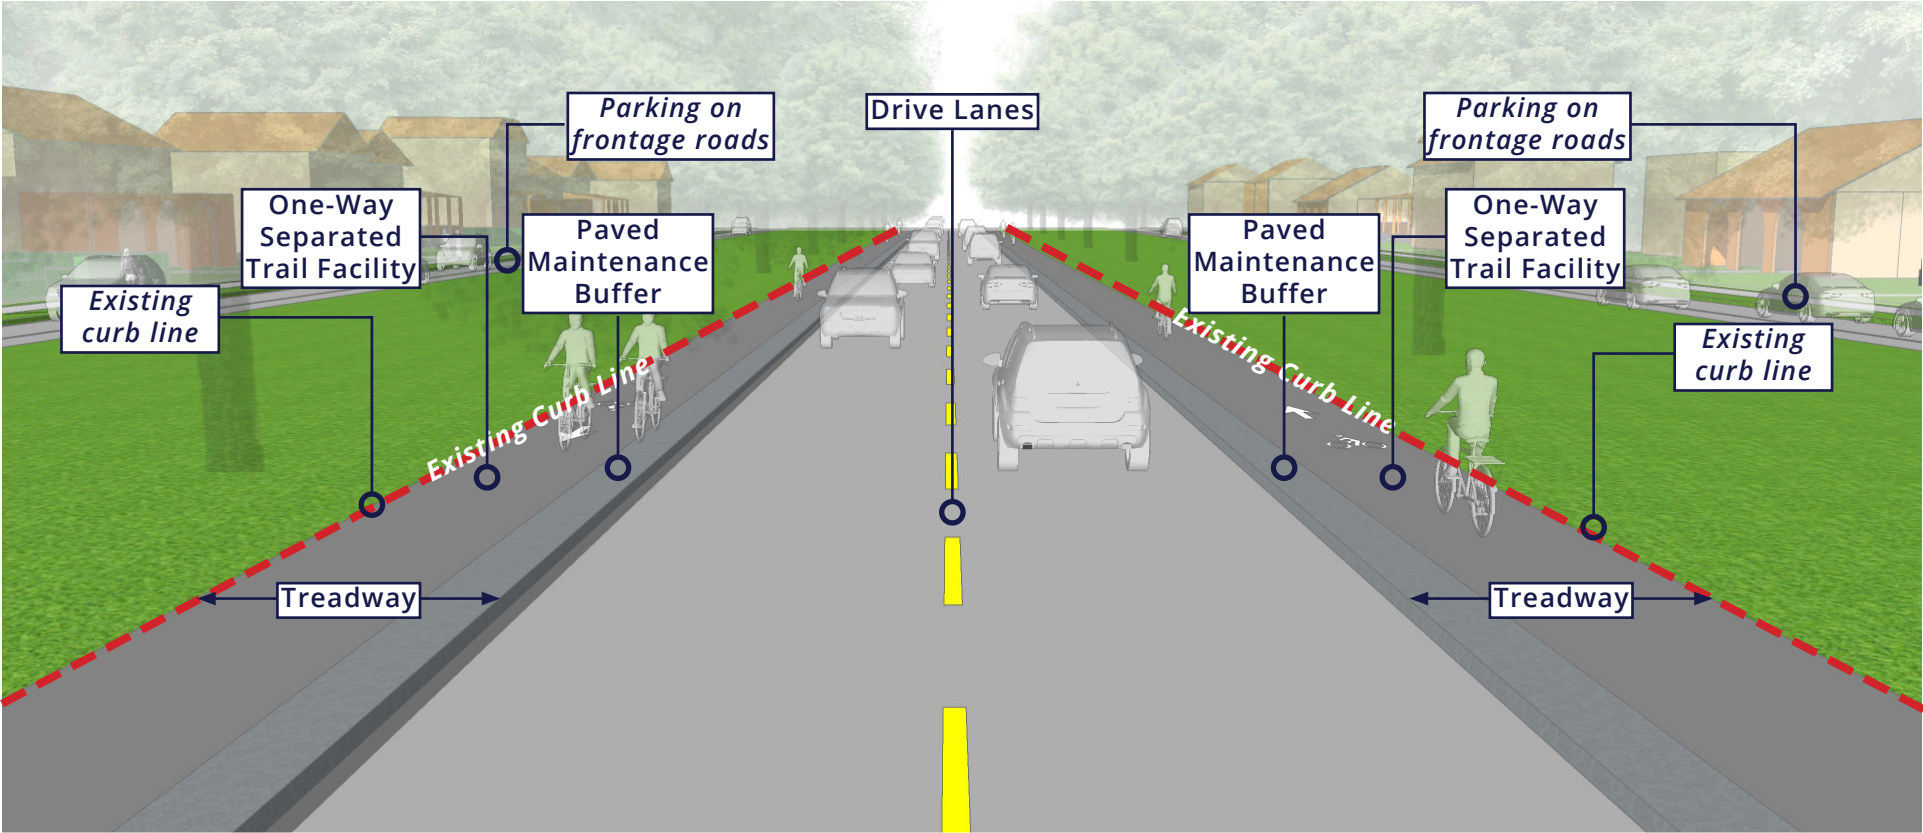 Parking on
frontage roads
Drive Lanes
Parking on
frontage roads
One-Way
Separated
Trail Facility
Paved
Maintenance
Buffer
Paved
Maintenance
Buffer
One-Way
Separated
Trail Facility
Existing
curb line
Existing
curb line
Existing Curb Line
Existing Curb Line
Treadway
Treadway